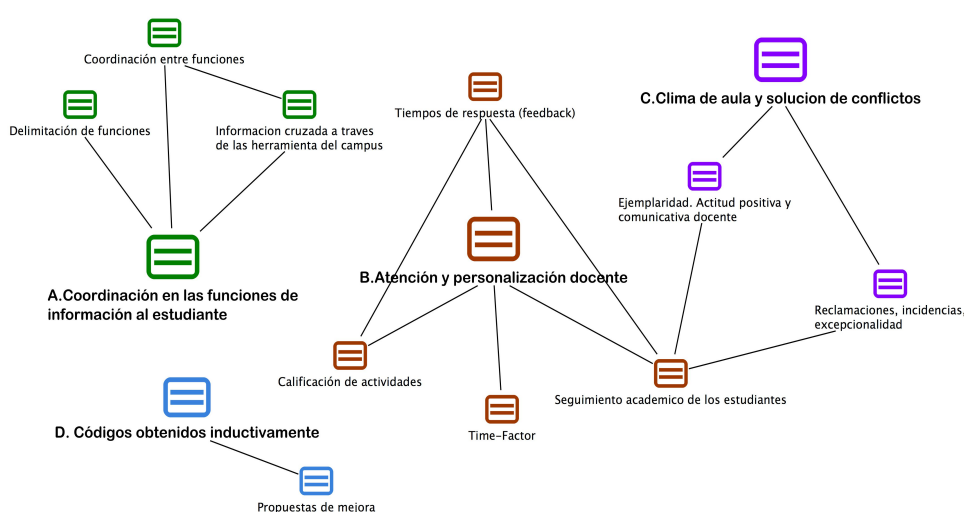 Coordinación entre funciones
Delimitación de funciones
Informacion cruzada a traves
de las herramienta del campus
A.Coordinación en las funciones de
información al estudiante
Tiempos de respuesta (feedback)
B.Atención y personalización docente
Calificación de actividades
Time-Factor
Seguimiento academico de los estudiantes
C.Clima de aula y solucion de conflictos
Ejemplaridad. Actitud positiva y
comunicativa docente
Reclamaciones, incidencias,
excepcionalidad
D. Códigos obtenidos inductivamente
Propuestas de mejora